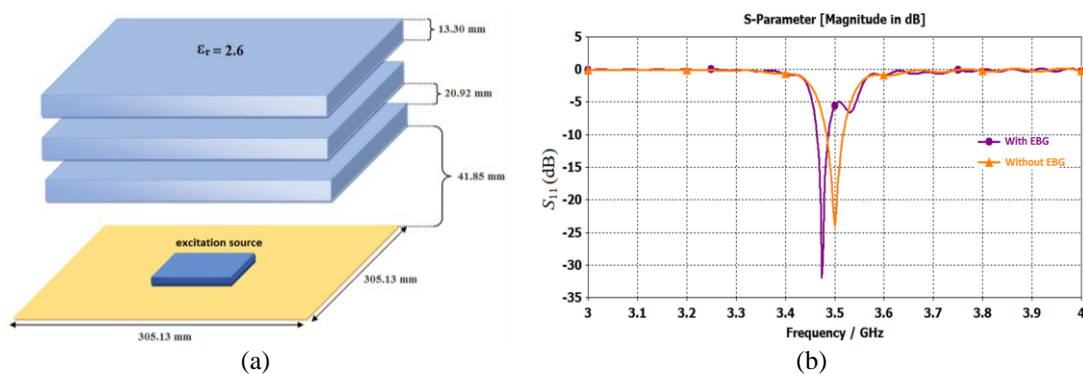 13.30 mm
εr = 2.6
20.92 mm
41.85 mm
excitation source
305.13 mm
305.13 mm
(a)
S-Parameter [Magnitude in dB]
5
0
-5
-10
-15
-20
-25
-30
-35
S11 (dB)
With EBG
Without EBG
3 3.1 3.2 3.3 3.4 3.5 3.6 3.7 3.8 3.9 4
Frequency / GHz
(b)